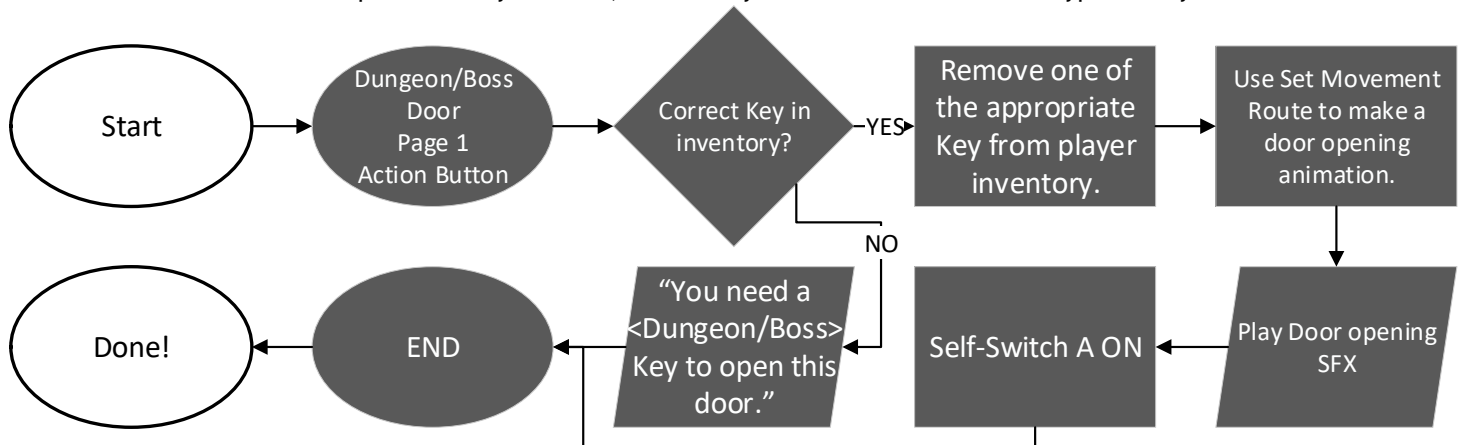 Start
Dungeon/Boss
Door
Page 1
Action Button
Correct Key in
inventory?
YES
Remove one of
the appropriate
Key from player
inventory.
Use Set Movement
Route to make a
door opening
animation.
NO
Done!
END
“You need a
<Dungeon/Boss>
Key to open this
door.”
Self-Switch A ON
Play Door opening
SFX